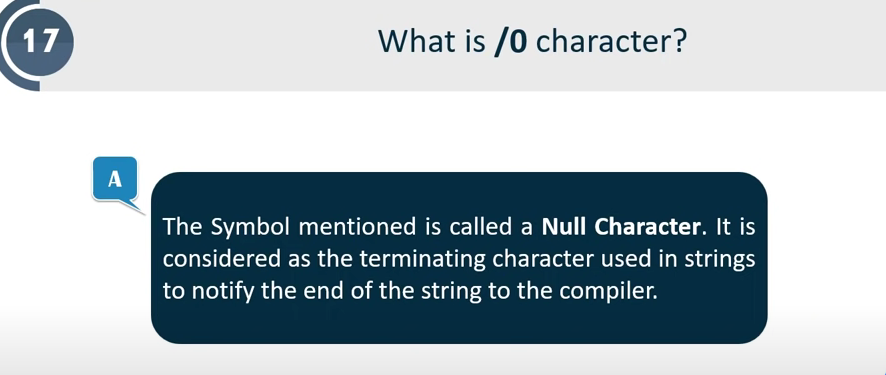 17
What is /0 character?
A
The Symbol mentioned is called a Null Character. It is
considered as the terminating character used in strings
to notify the end of the string to the compiler.